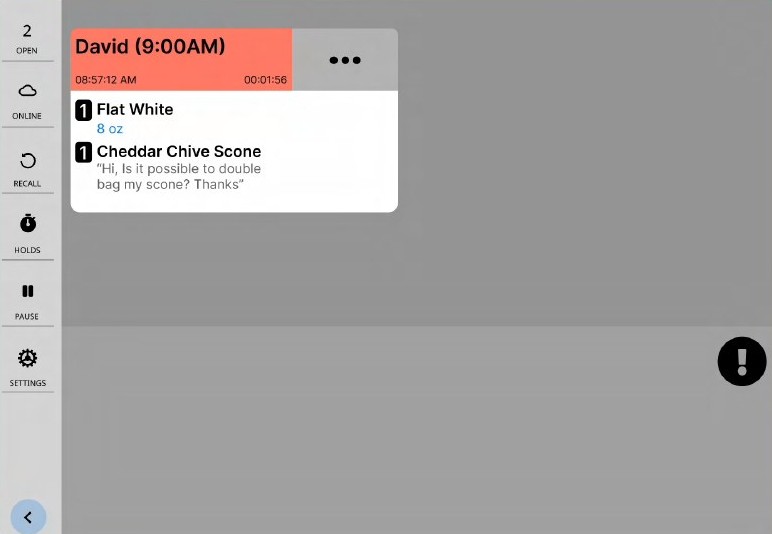 2
OPEN
ONLINE
RECALL
HOLDS
PAUSE
SETTINGS
David (9:00AM)
08:57:12 AM 00:01:56
1 Flat White
8 oz
1 Cheddar Chive Scone
“Hi, Is it possible to double
bag my scone? Thanks”